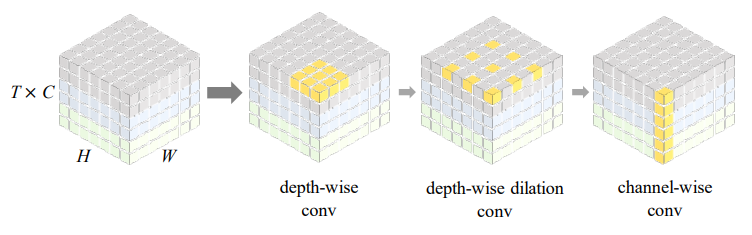 T × C
H
W
depth-wise
conv
depth-wise dilation
conv
channel-wise
conv